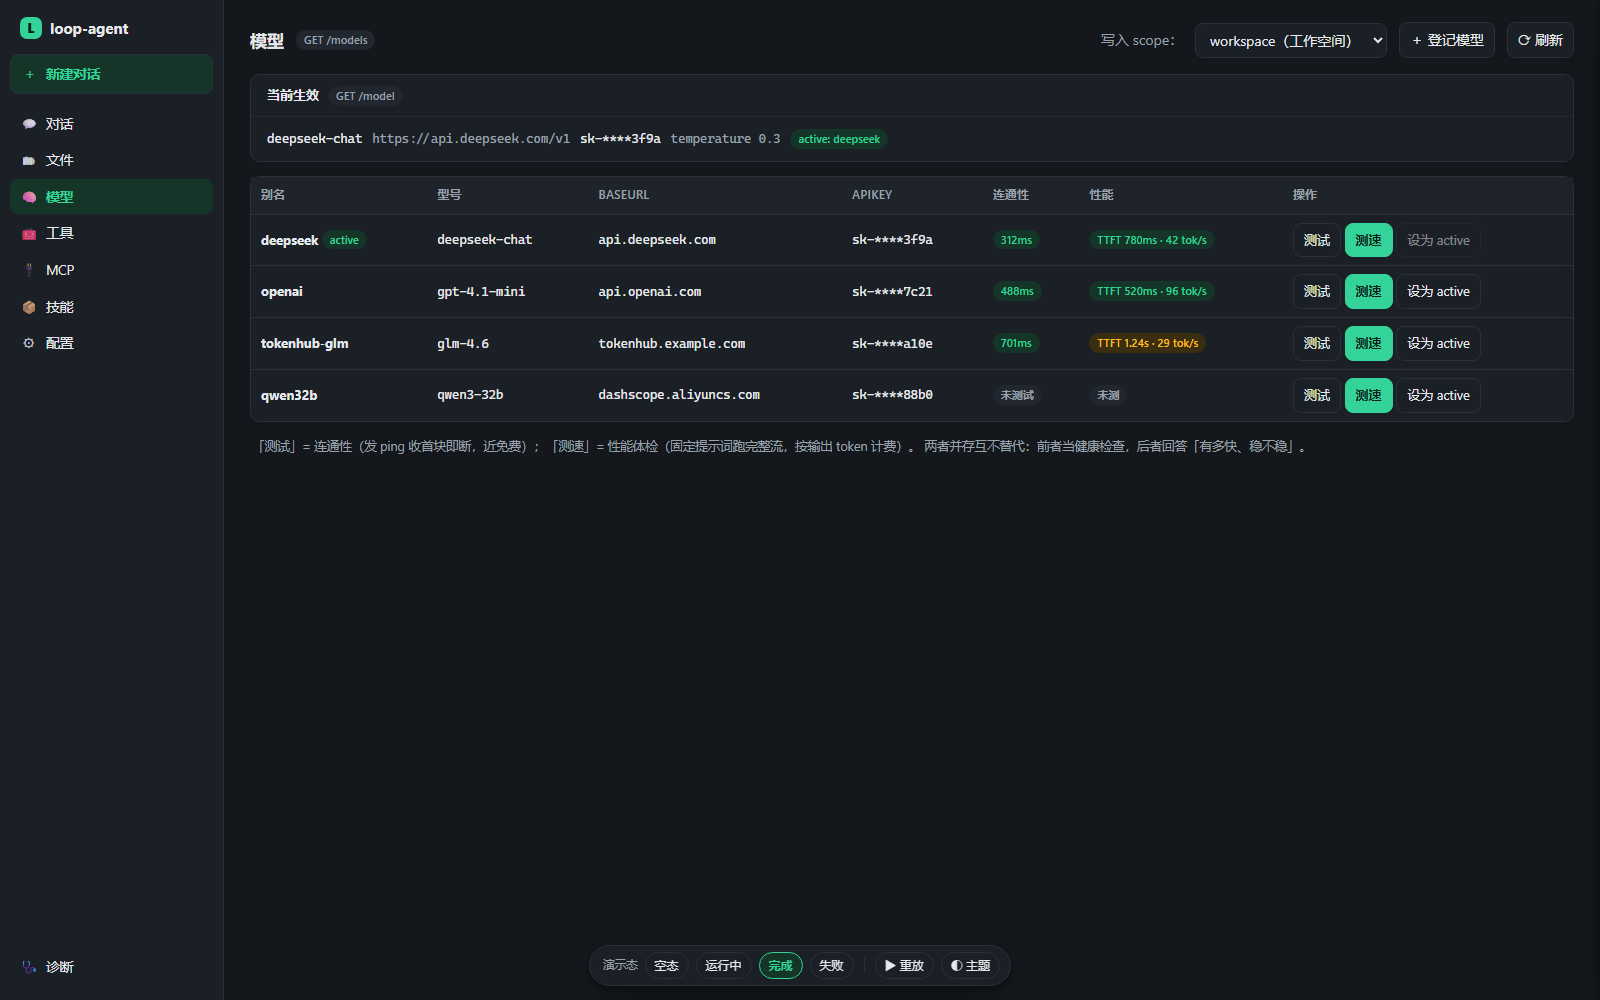 L loop-agent
+ 新建对话
对话
文件
模型
工具
MCP
技能
配置
诊断
模型 GET /models 写入 scope: workspace（工作空间） + 登记模型 刷新
当前生效 GET /model
deepseek-chat https://api.deepseek.com/v1 sk-****3f9a temperature 0.3 active: deepseek
别名 型号 BASEURL APIKEY 连通性 性能 操作
deepseek active deepseek-chat api.deepseek.com sk-****3f9a 312ms TTFT 780ms · 42 tok/s 测试 测速 设为 active
openai gpt-4.1-mini api.openai.com sk-****7c21 488ms TTFT 520ms · 96 tok/s 测试 测速 设为 active
tokenhub-glm glm-4.6 tokenhub.example.com sk-****a10e 701ms TTFT 1.24s · 29 tok/s 测试 测速 设为 active
qwen32b qwen3-32b dashscope.aliyuncs.com sk-****88b0 未测试 未测 测试 测速 设为 active
「测试」= 连通性（发 ping 收首块即断，近免费）；「测速」= 性能体检（固定提示词跑完整流，按输出 token 计费）。 两者并存互不替代：前者当健康检查，后者回答「有多快、稳不稳」。
演示态 空态 运行中 完成 失败 ▶ 重放 ◐ 主题